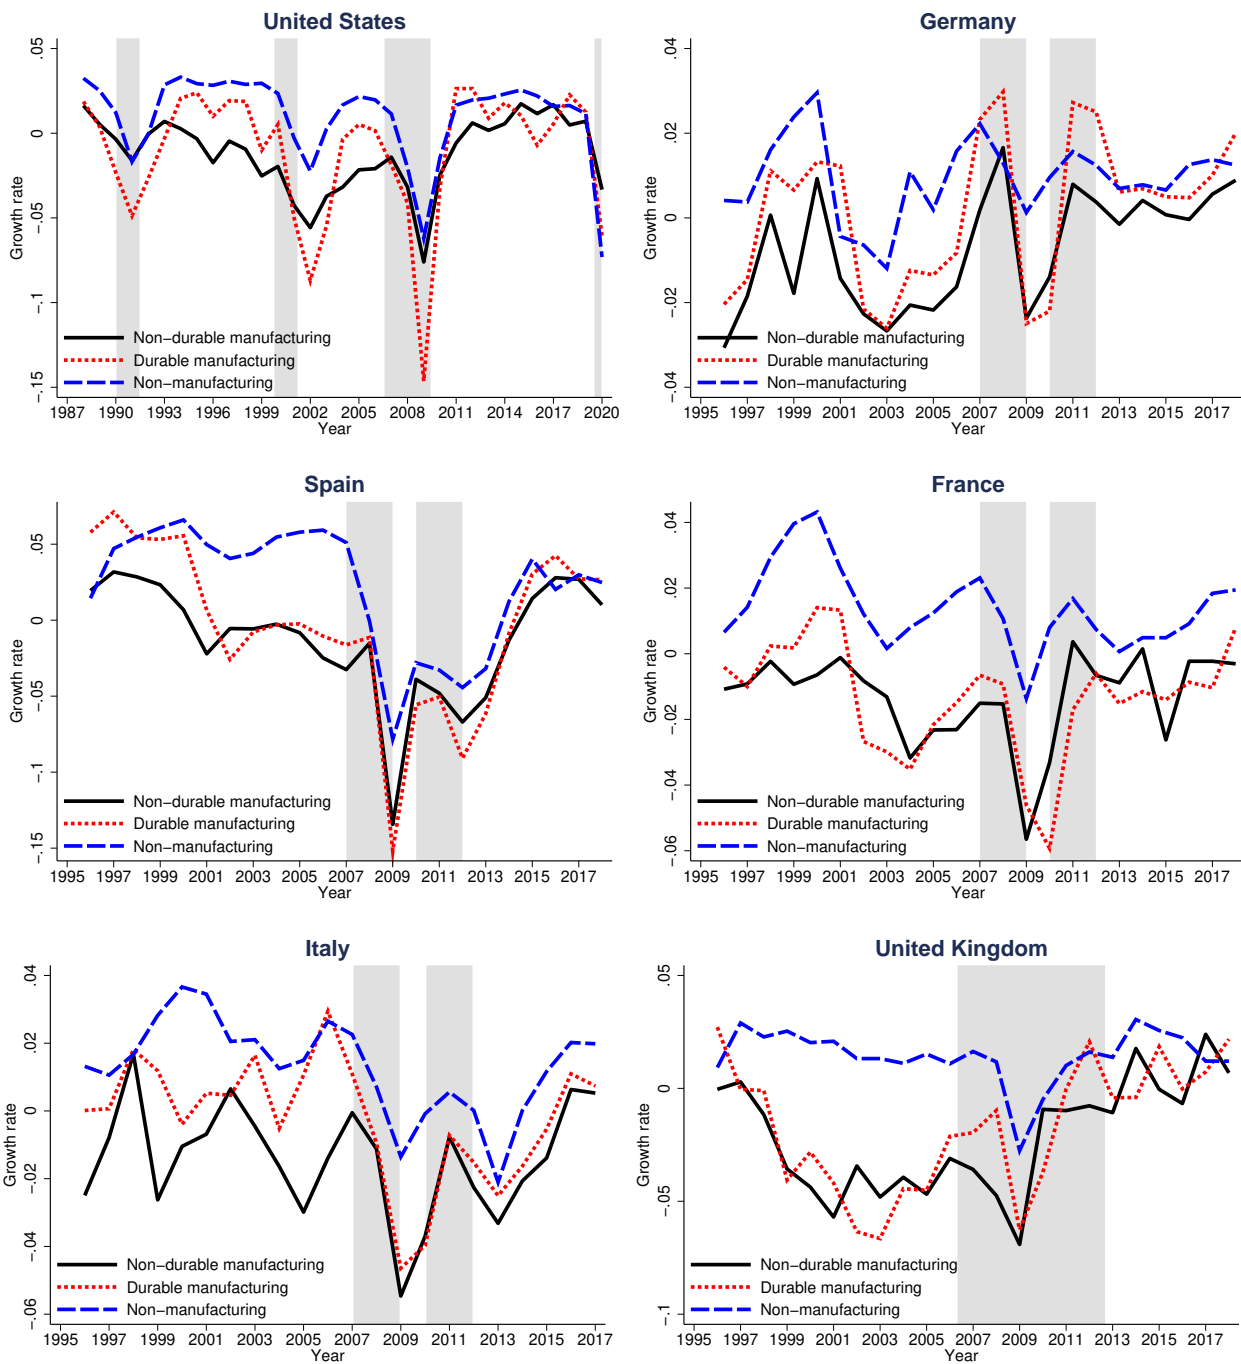 United States
Growth rate
.05
0
-.05
-.1
-.15
Non-durable manufacturing
Durable manufacturing
Non-manufacturing
1987 1990 1993 1996 1999 2002 2005 2008 2011 2014 2017 2020
Year
Germany
Growth rate
.04
.02
0
-.02
-.04
Non-durable manufacturing
Durable manufacturing
Non-manufacturing
1995 1997 1999 2001 2003 2005 2007 2009 2011 2013 2015 2017
Year
Spain
Growth rate
.05
0
-.05
-.1
-.15
Non-durable manufacturing
Durable manufacturing
Non-manufacturing
1995 1997 1999 2001 2003 2005 2007 2009 2011 2013 2015 2017
Year
France
Growth rate
.04
.02
0
-.02
-.04
-.06
Non-durable manufacturing
Durable manufacturing
Non-manufacturing
1995 1997 1999 2001 2003 2005 2007 2009 2011 2013 2015 2017
Year
Italy
Growth rate
.04
.02
0
-.02
-.04
-.06
Non-durable manufacturing
Durable manufacturing
Non-manufacturing
1995 1997 1999 2001 2003 2005 2007 2009 2011 2013 2015 2017
Year
United Kingdom
Growth rate
.05
0
-.05
-.1
Non-durable manufacturing
Durable manufacturing
Non-manufacturing
1995 1997 1999 2001 2003 2005 2007 2009 2011 2013 2015 2017
Year